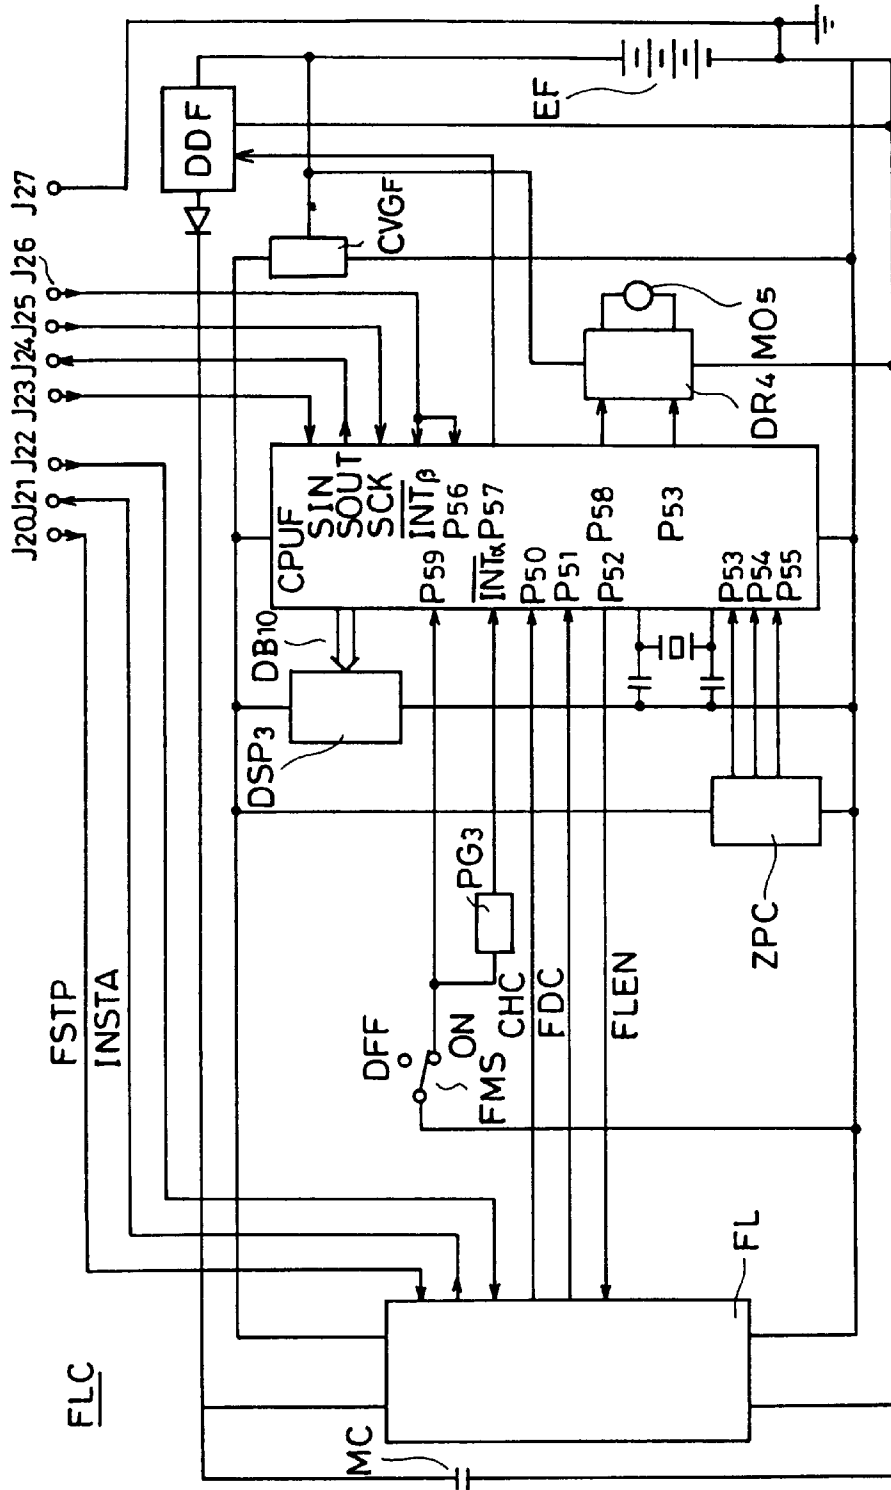 FLC
MC
FL
FSTP
INSTA
DFF
ON
FMS
CHC
FDC
FLEN
PG3
ZPC
DSP3
DB10
CPUF
SIN
SOUT
SCK
INTβ
P56
P57
P58
P53
P59
INTα
P50
P51
P52
P53
P54
P55
DR4
MO5
CVGF
DDF
EF
J20
J21
J22
J23
J24
J25
J26
J27